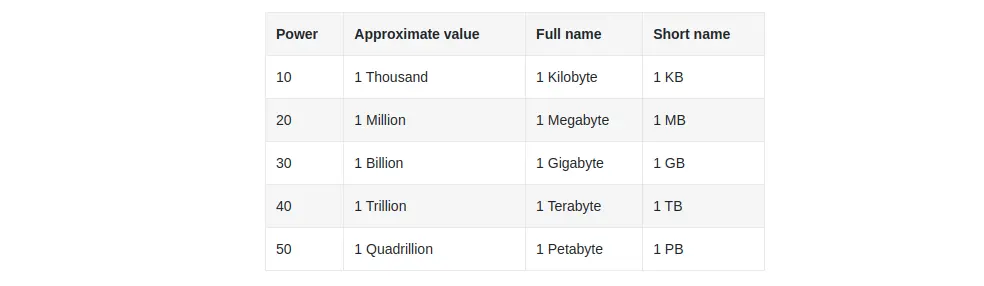 Power Approximate value Full name Short name
10 1 Thousand 1 Kilobyte 1 KB
20 1 Million 1 Megabyte 1 MB
30 1 Billion 1 Gigabyte 1 GB
40 1 Trillion 1 Terabyte 1 TB
50 1 Quadrillion 1 Petabyte 1 PB